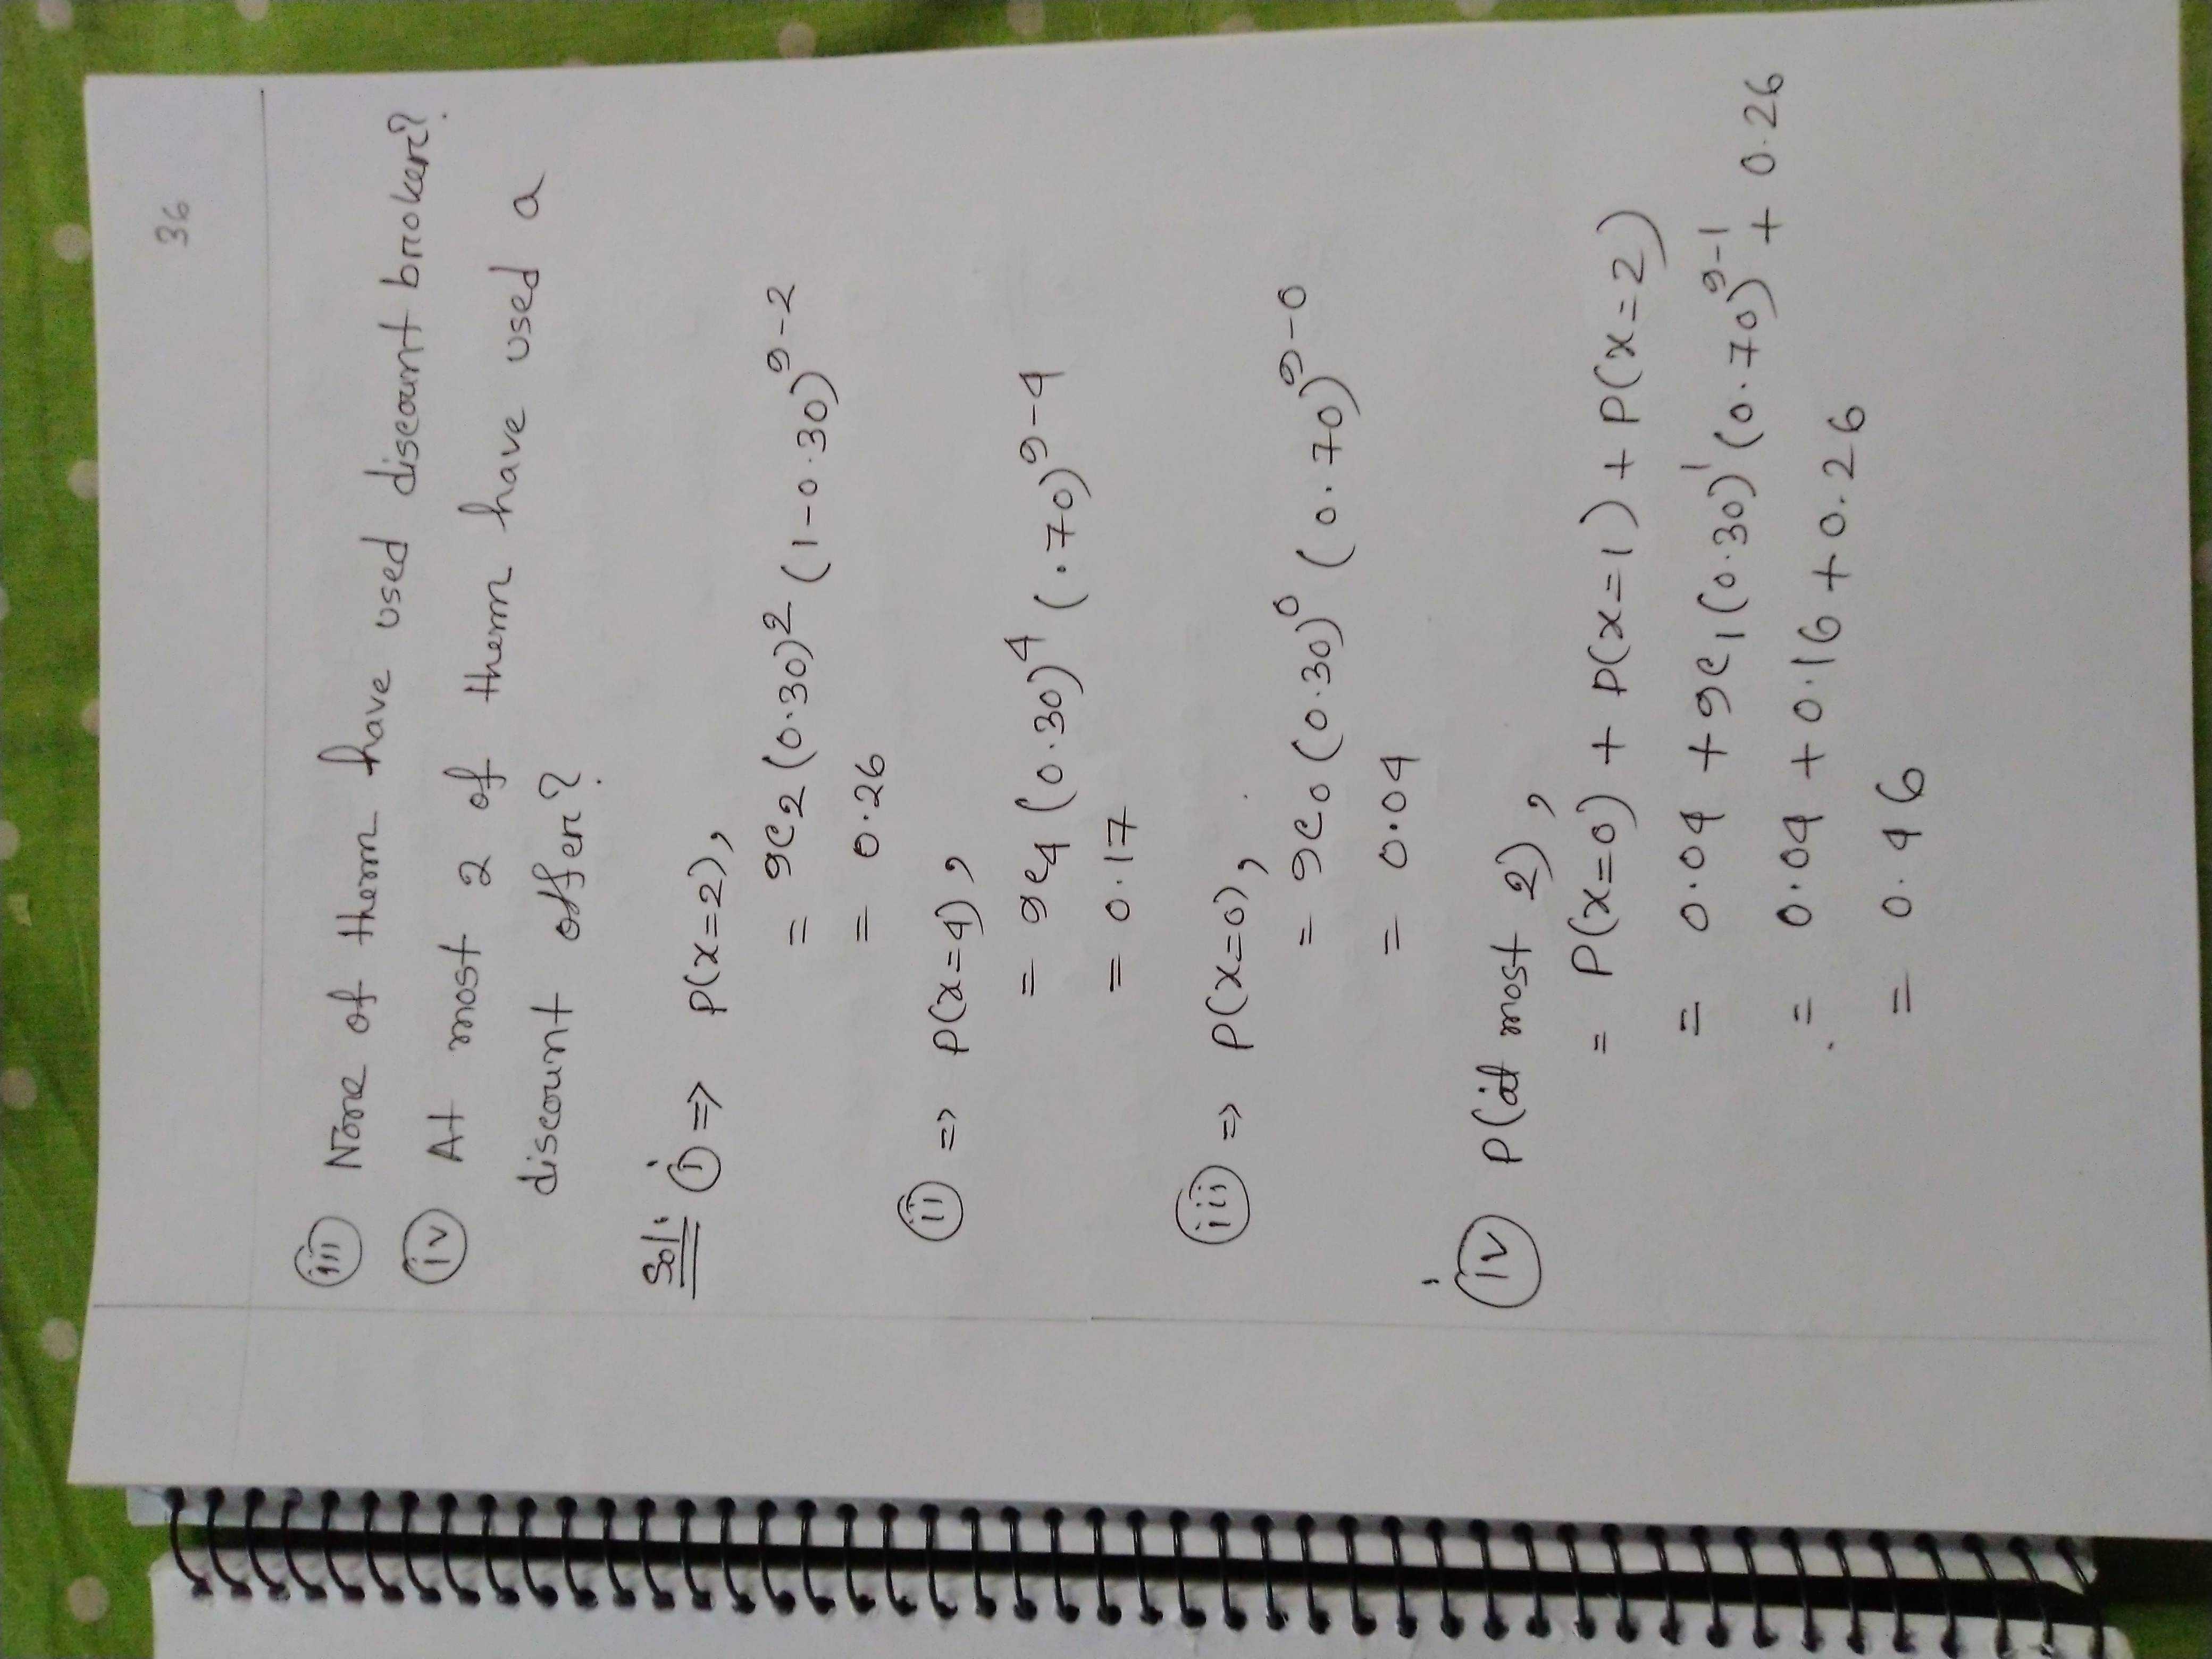 36
iii None of them have used discount broker?
iv At most 2 of them have used a
discount offer?
Sol: i => P(x=2),
= 9C2 (0.30)^2 (1-0.30)^9-2
= 0.26
ii => P(x=4),
= 9C4 (0.30)^4 (.70)^9-4
= 0.17
iii => P(x=0),
= 9C0 (0.30)^0 (0.70)^9-0
= 0.04
iv P(at most 2),
= P(x=0) + P(x=1) + P(x=2)
= 0.04 + 9C1 (0.30)^1 (0.70)^9-1 + 0.26
= 0.04 + 0.16 + 0.26
= 0.46